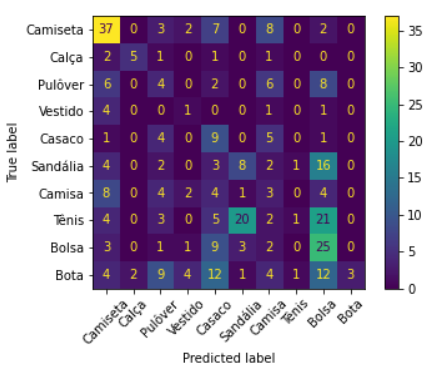 Camiseta 37 0 3 2 7 0 8 0 2 0
Calça 2 5 1 0 1 0 1 0 0 0
Pulôver 6 0 4 0 2 0 6 0 8 0
Vestido 4 0 0 1 0 0 1 0 1 0
Casaco 1 0 4 0 9 0 5 0 1 0
Sandália 4 0 2 0 3 8 2 1 16 0
Camisa 8 0 4 2 4 1 3 0 4 0
Tênis 4 0 3 0 5 20 2 1 21 0
Bolsa 3 0 1 1 9 3 2 0 25 0
Bota 4 2 9 4 12 1 4 1 12 3
True label
Camiseta Calça Pulôver Vestido Casaco Sandália Camisa Tênis Bolsa Bota
Predicted label
35
30
25
20
15
10
5
0